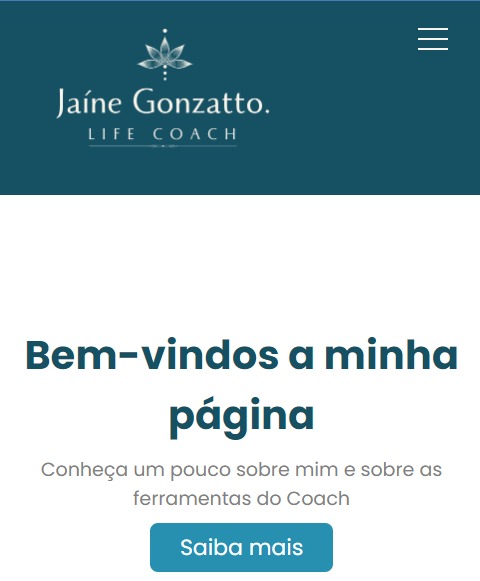 Jaíne Gonzatto.
LIFE COACH
Bem-vindos a minha
página
Conheça um pouco sobre mim e sobre as
ferramentas do Coach
Saiba mais